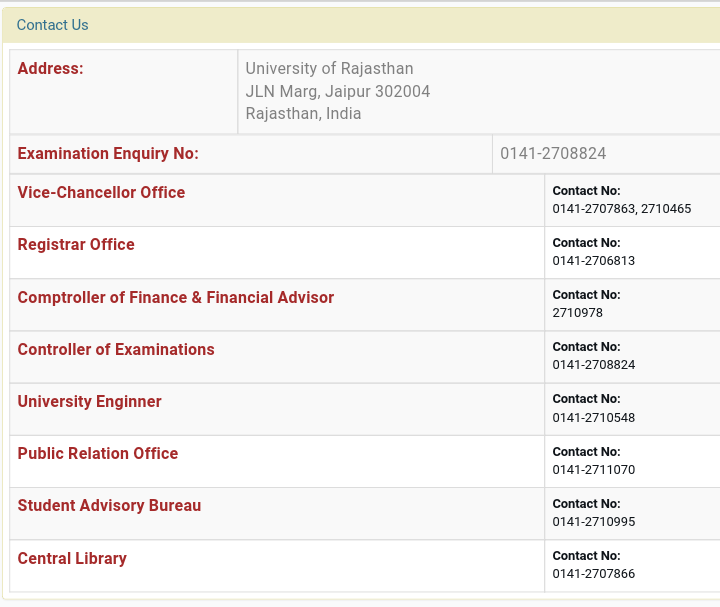 Contact Us
Address:
University of Rajasthan
JLN Marg, Jaipur 302004
Rajasthan, India
Examination Enquiry No:
0141-2708824
Vice-Chancellor Office
Contact No:
0141-2707863, 2710465
Registrar Office
Contact No:
0141-2706813
Comptroller of Finance & Financial Advisor
Contact No:
2710978
Controller of Examinations
Contact No:
0141-2708824
University Enginner
Contact No:
0141-2710548
Public Relation Office
Contact No:
0141-2711070
Student Advisory Bureau
Contact No:
0141-2710995
Central Library
Contact No:
0141-2707866